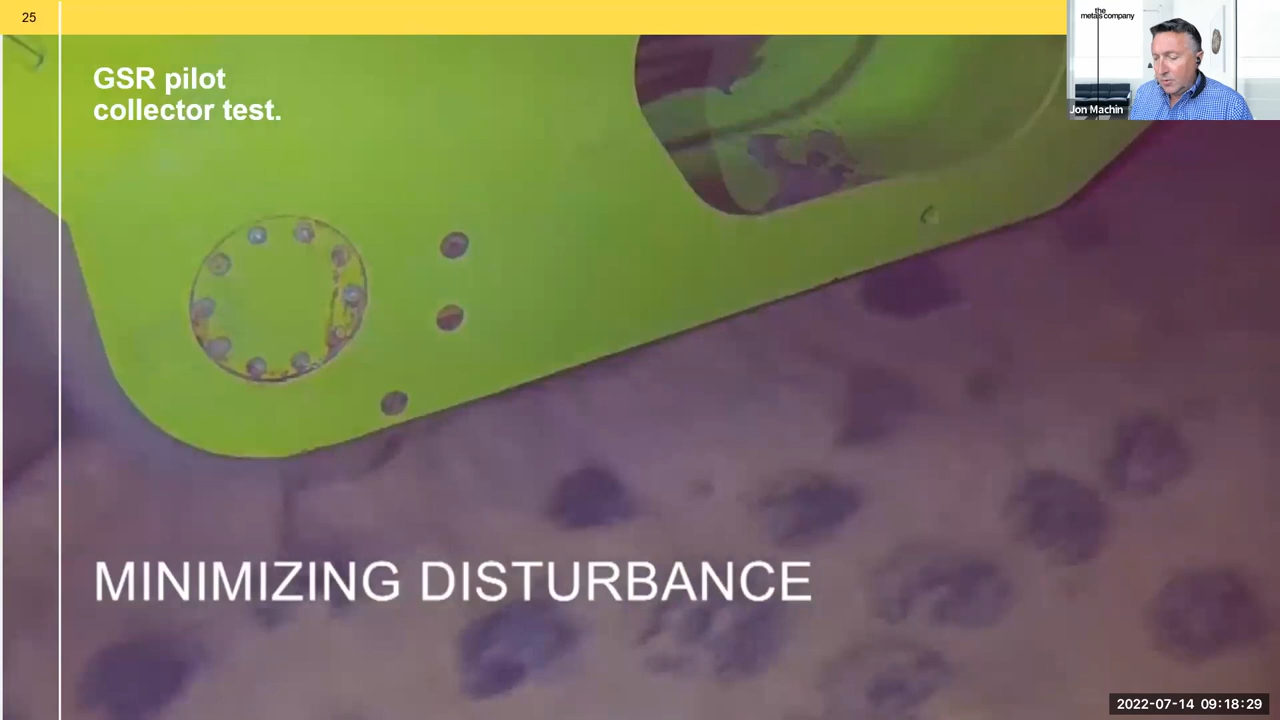 25
the
metals company
Jon Machin
GSR pilot
collector test.
MINIMIZING DISTURBANCE
2022-07-14 09:18:29